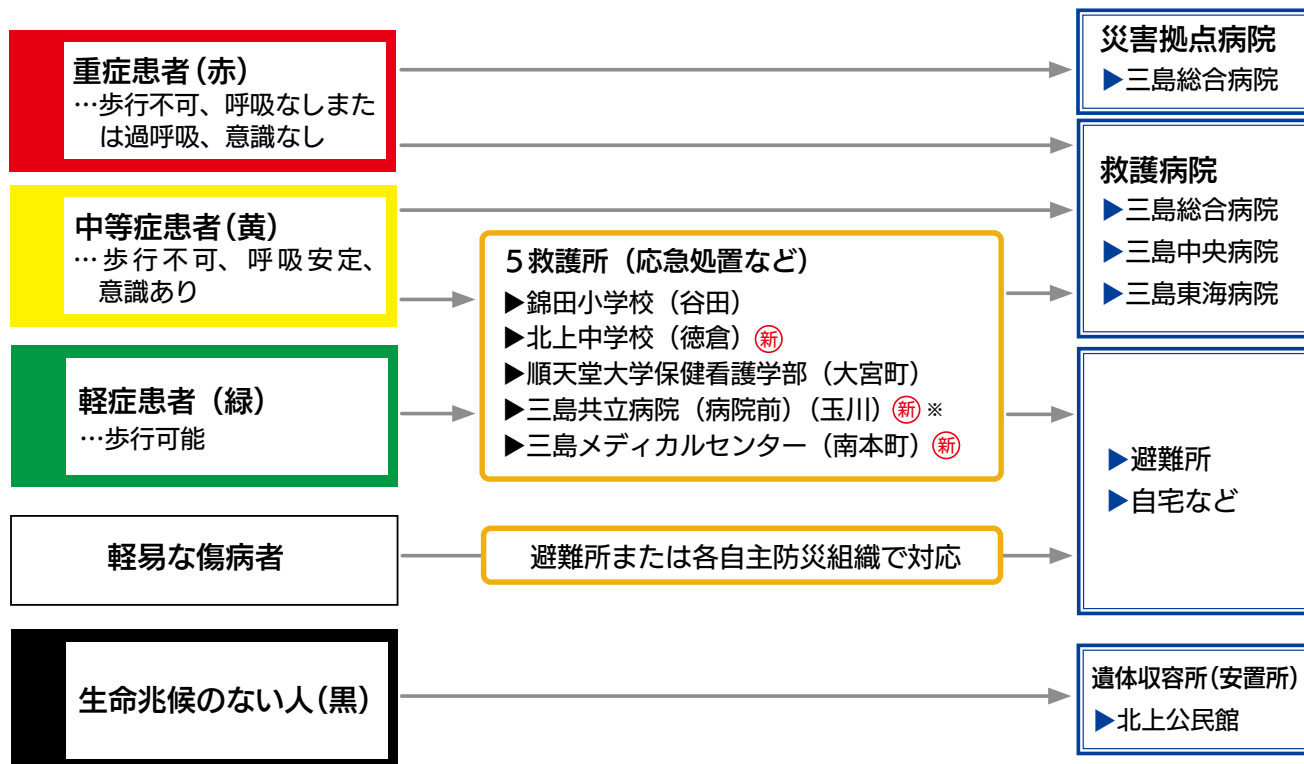 重症患者(赤)
…歩行不可、呼吸なしまた
は過呼吸、意識なし
中等症患者(黄)
…歩行不可、呼吸安定、
意識あり
軽症患者(緑)
…歩行可能
軽易な傷病者
生命兆候のない人(黒)
5救護所(応急処置など)
▶錦田小学校(谷田)
▶北上中学校(徳倉)㊟新
▶順天堂大学保健看護学部(大宮町)
▶三島共立病院(病院前)(玉川)新※
▶三島メディカルセンター(南本町)新
避難所または各自主防災組織で対応
災害拠点病院
▶三島総合病院
救護病院
▶三島総合病院
▶三島中央病院
▶三島東海病院
▶避難所
▶自宅など
遺体収容所(安置所)
▶北上公民館